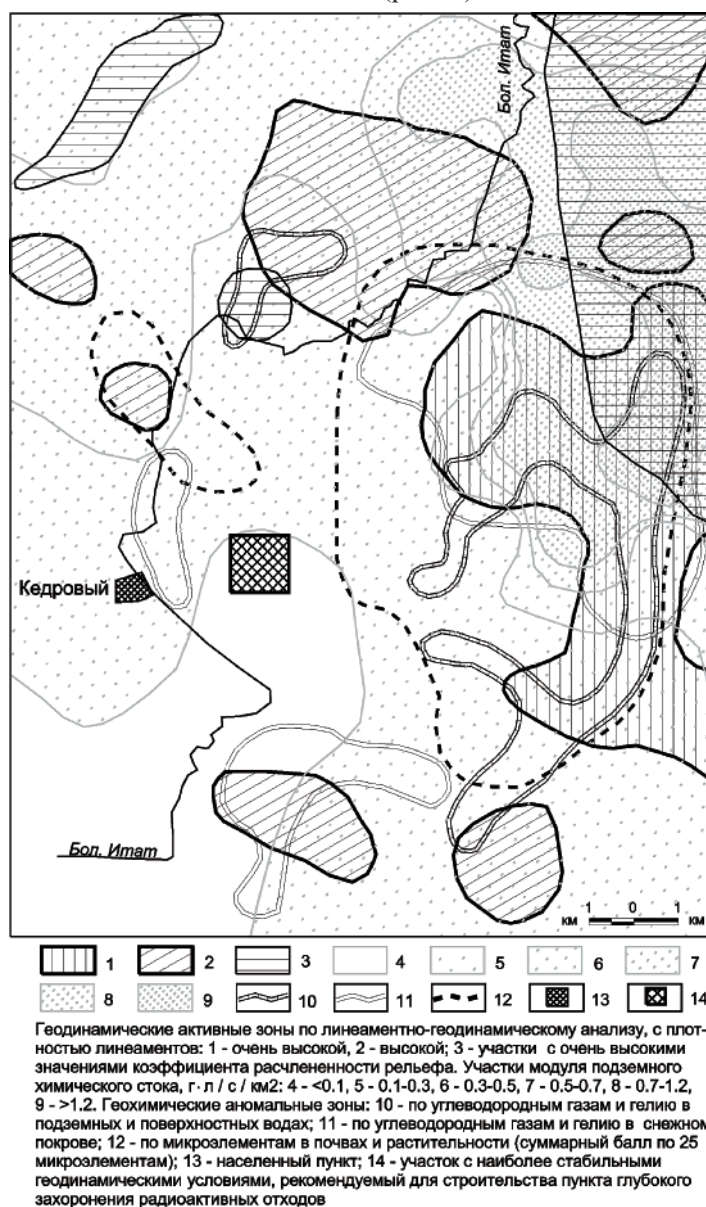 Бол. Итат
Кедровый
Бол. Итат
1 0 1
км км
1 2 3 4 5 6 7
8 9 10 11 12 13 14
Геодинамические активные зоны по линеаментно-геодинамическому анализу, с плот-
ностью линеаментов: 1 - очень высокой, 2 - высокой; 3 - участки с очень высокими
значениями коэффициента расчлененности рельефа. Участки модуля подземного
химического стока, г· л / с / км2: 4 - <0.1, 5 - 0.1-0.3, 6 - 0.3-0.5, 7 - 0.5-0.7, 8 - 0.7-1.2,
9 - >1.2. Геохимические аномальные зоны: 10 - по углеводородным газам и гелию в
подземных и поверхностных водах; 11 - по углеводородным газам и гелию в снежном
покрове; 12 - по микроэлементам в почвах и растительности (суммарный балл по 25
микроэлементам); 13 - населенный пункт; 14 - участок с наиболее стабильными
геодинамическими условиями, рекомендуемый для строительства пункта глубокого
захоронения радиоактивных отходов